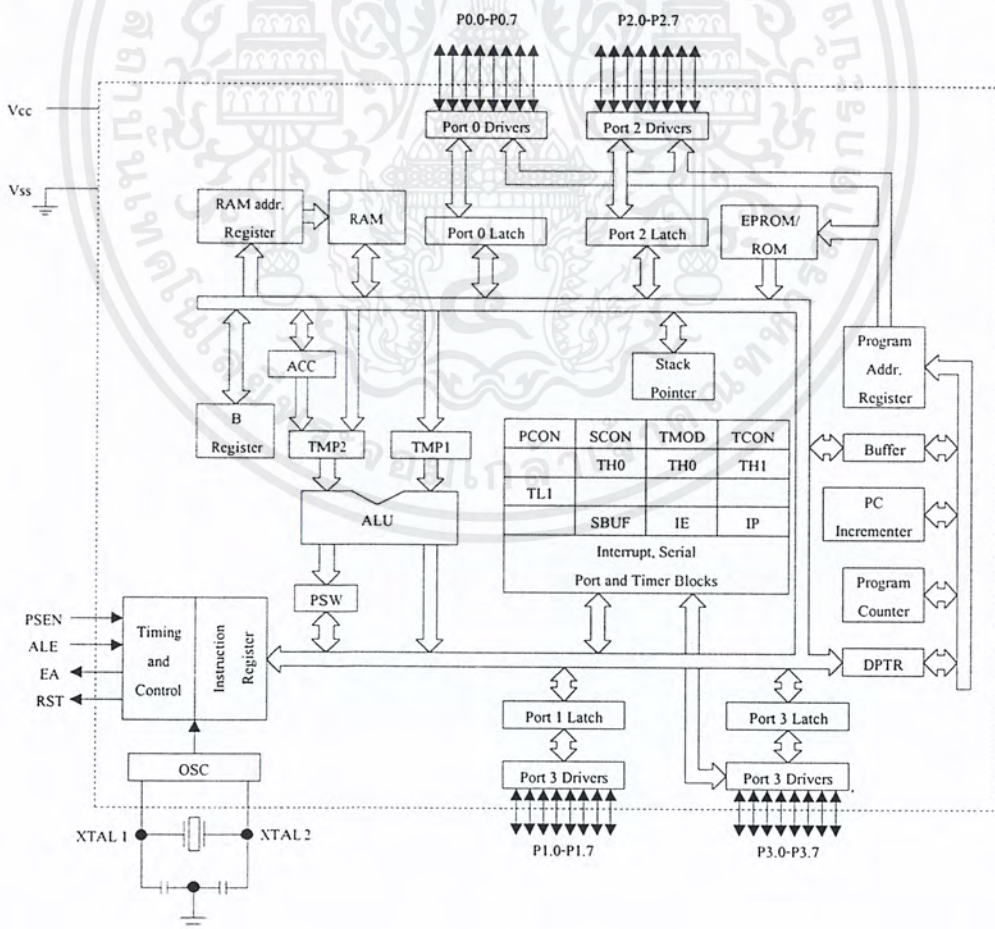 P0.0-P0.7
P2.0-P2.7
Vcc
Port 0 Drivers
Port 2 Drivers
Vss
RAM addr.
Register
RAM
Port 0 Latch
Port 2 Latch
EPROM/
ROM
ACC
Stack
Pointer
Program
Addr.
Register
B
Register
TMP2
TMP1
PCON SCON TMOD TCON
TH0 TH0 TH1
TL1
SBUF IE IP
Interrupt, Serial
Port and Timer Blocks
Buffer
ALU
PC
Incrementer
PSW
Program
Counter
PSEN
ALE
EA
RST
Timing
and
Control
Instruction
Register
DPTR
Port 1 Latch
Port 3 Latch
OSC
Port 3 Drivers
Port 3 Drivers
XTAL 1
XTAL 2
P1.0-P1.7
P3.0-P3.7